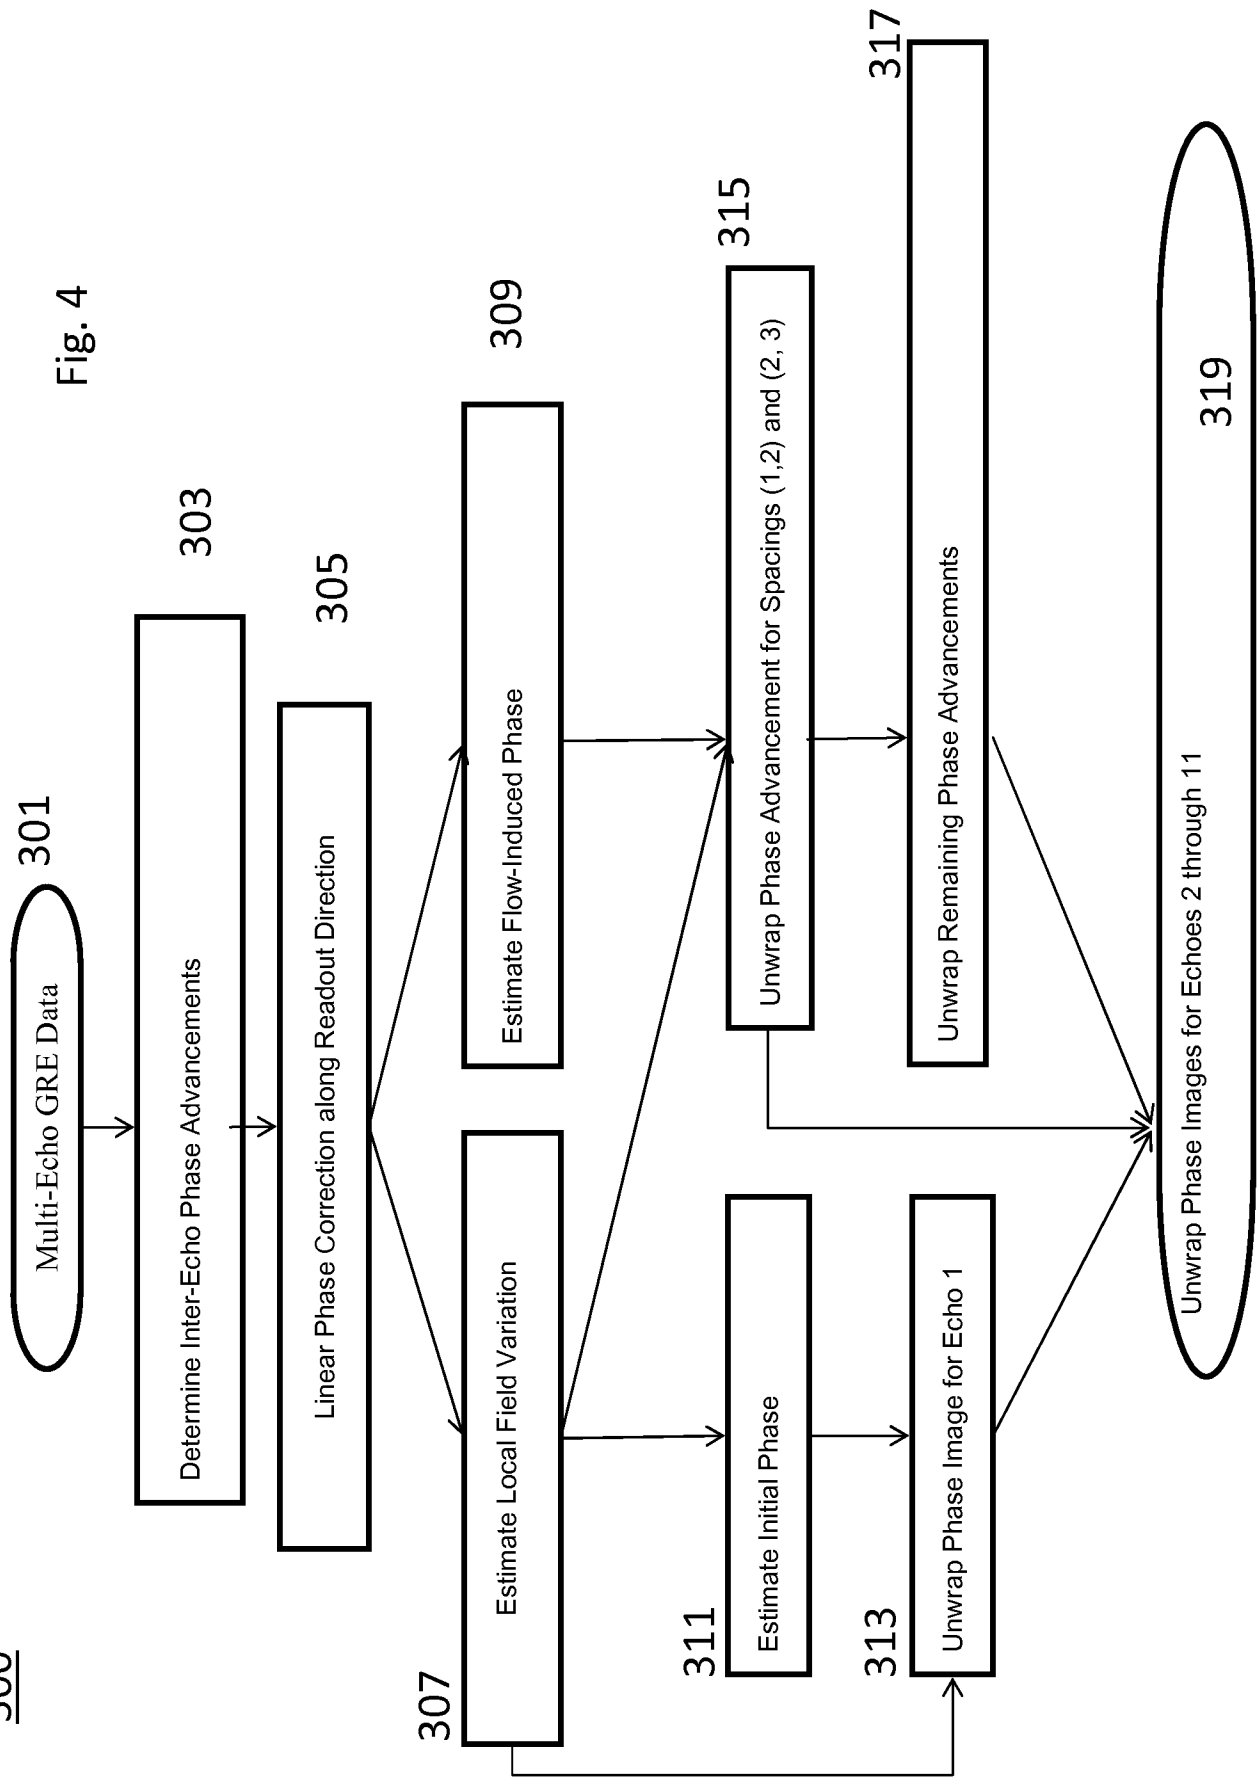 Fig. 4
301
Multi-Echo GRE Data
303
Determine Inter-Echo Phase Advancements
305
Linear Phase Correction along Readout Direction
307
Estimate Local Field Variation
309
Estimate Flow-Induced Phase
311
Estimate Initial Phase
315
Unwrap Phase Advancement for Spacings (1,2) and (2, 3)
313
Unwrap Phase Image for Echo 1
317
Unwrap Remaining Phase Advancements
Unwrap Phase Images for Echoes 2 through 11
319